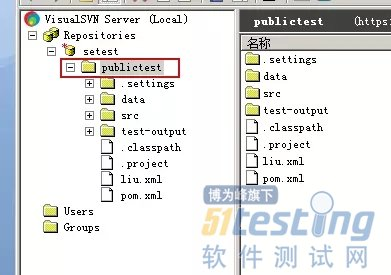 VisualSVN Server (Local)
Repositories
setest
publictest
.settings
data
src
test-output
.classpath
.project
liu.xml
pom.xml
Users
Groups
publictest (https
名称
.settings
data
src
test-output
.classpath
.project
liu.xml
pom.xml
博为峰旗下
51testing
软件测试网